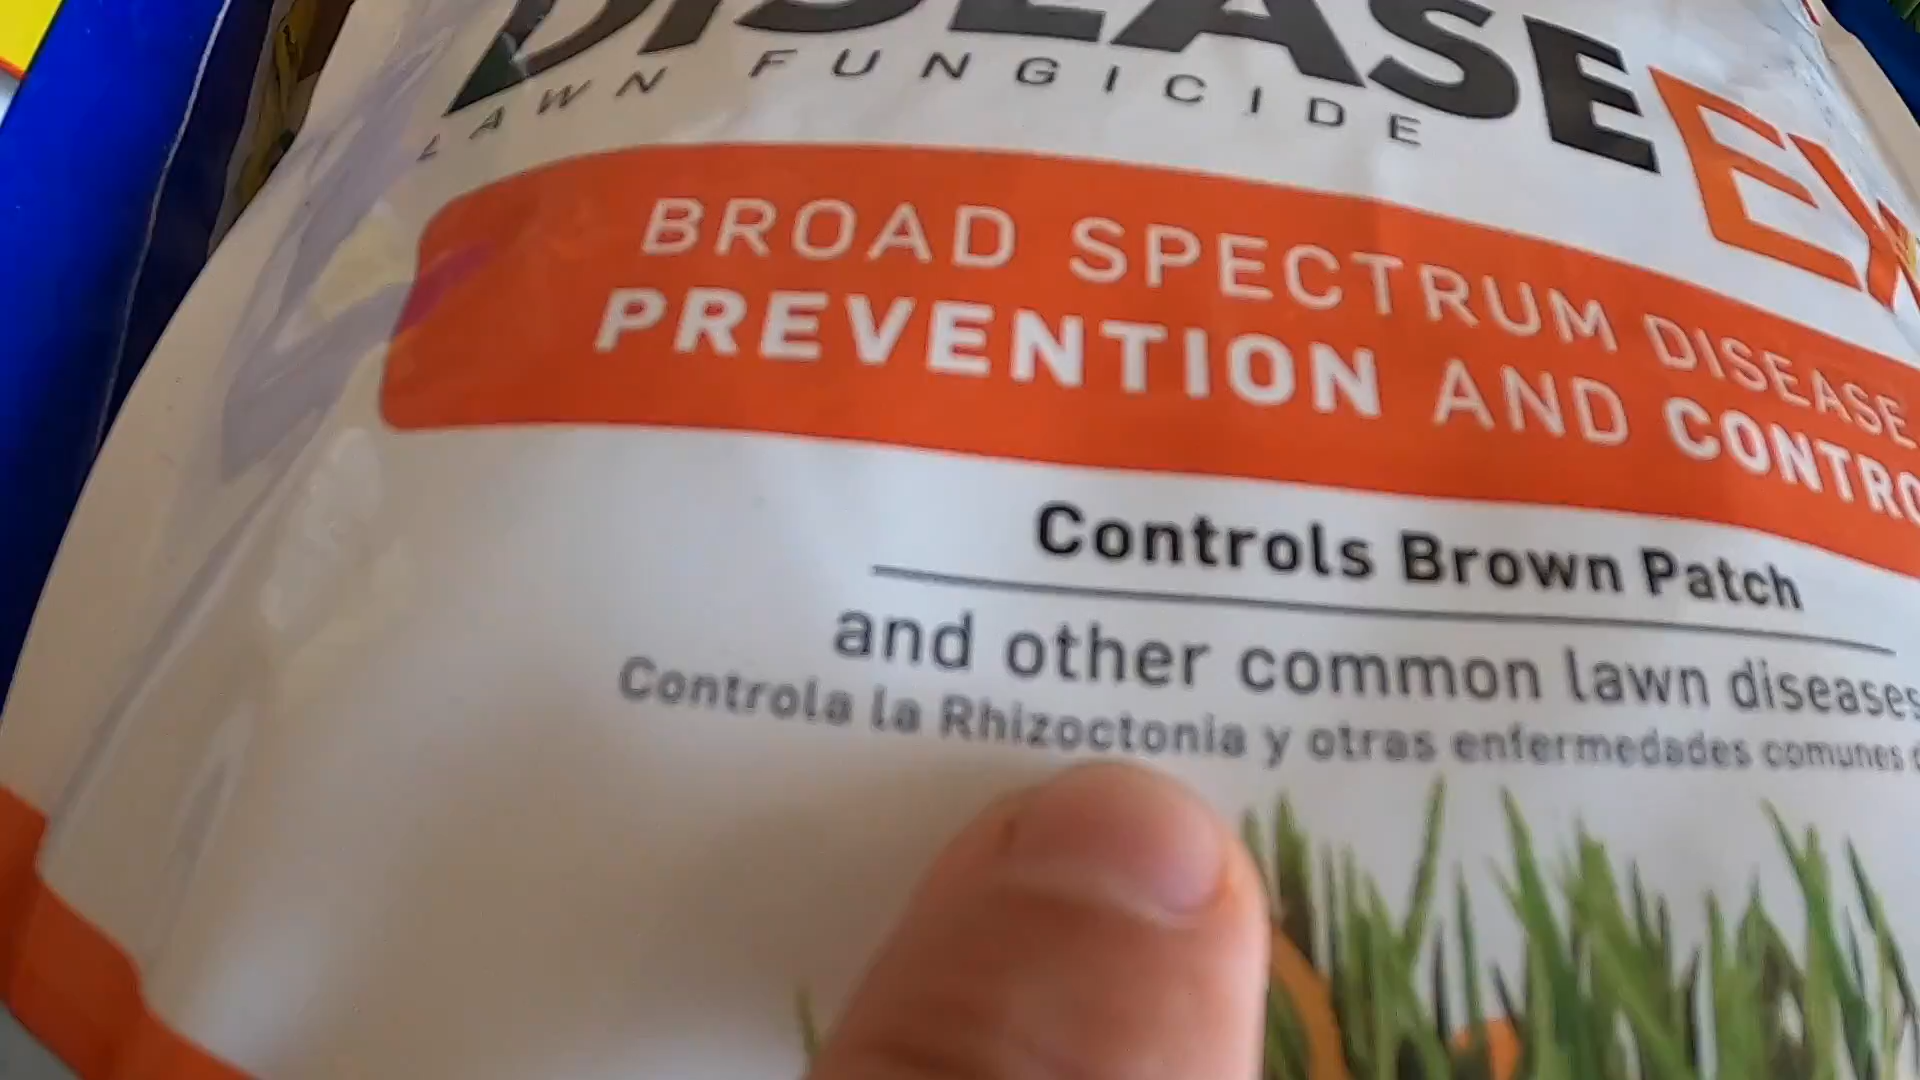 DISEASE EX
LAWN FUNGICIDE
BROAD SPECTRUM DISEASE
PREVENTION AND CONTRO
Controls Brown Patch
and other common lawn diseases
Controla la Rhizoctonia y otras enfermedades comunes